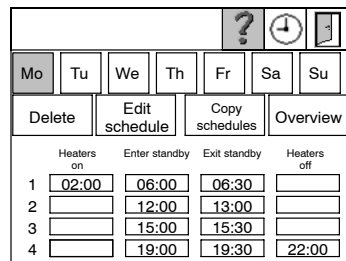 ?
Mo Tu We Th Fr Sa Su
Delete Edit schedule Copy schedules Overview
Heaters on Enter standby Exit standby Heaters off
1 02:00 06:00 06:30
2 12:00 13:00
3 15:00 15:30
4 19:00 19:30 22:00